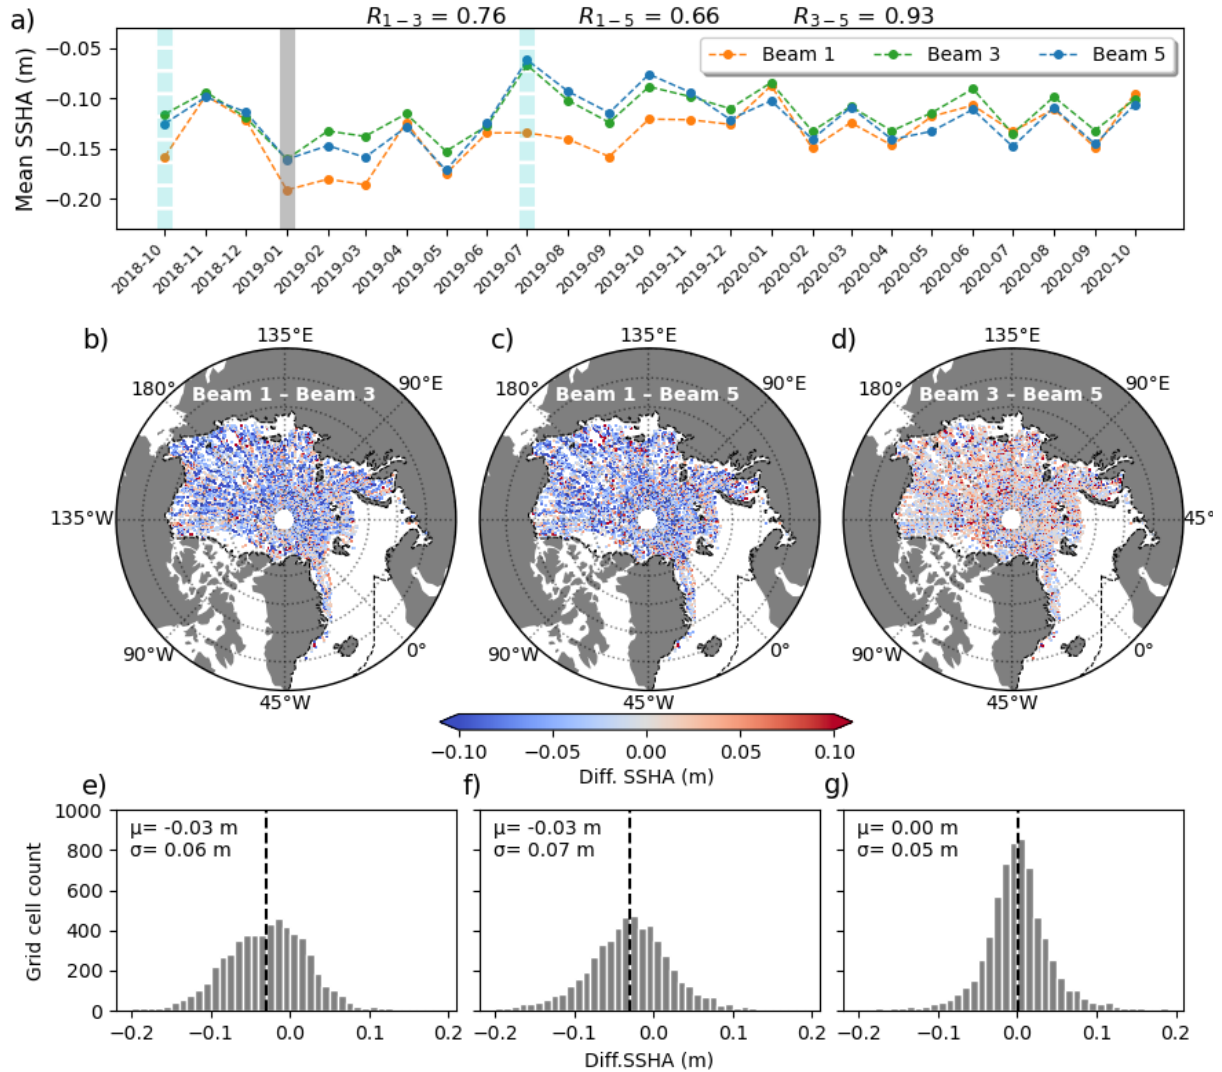 a) R1−3 = 0.76 R1−5 = 0.66 R3−5 = 0.93
Mean SSHA (m)
−0.05
−0.10
−0.15
−0.20
Beam 1 Beam 3 Beam 5
2018-10 2018-11 2018-12 2019-01 2019-02 2019-03 2019-04 2019-05 2019-06 2019-07 2019-08 2019-09 2019-10 2019-11 2019-12 2020-01 2020-02 2020-03 2020-04 2020-05 2020-06 2020-07 2020-08 2020-09 2020-10
b) 135°E c) 135°E d) 135°E
180° 90°E 180° 90°E 180° 90°E
Beam 1 – Beam 3 Beam 1 – Beam 5 Beam 3 – Beam 5
135°W 45°
90°W 0° 90°W 0° 90°W 0°
45°W 45°W 45°W
−0.10 −0.05 0.00 0.05 0.10
Diff. SSHA (m)
e) f) g)
Grid cell count
1000
800
600
400
200
0
μ= -0.03 m
σ= 0.06 m
μ= -0.03 m
σ= 0.07 m
μ= 0.00 m
σ= 0.05 m
−0.2 −0.1 0.0 0.1 −0.2 −0.1 0.0 0.1 −0.2 −0.1 0.0 0.1 0.2
Diff.SSHA (m)